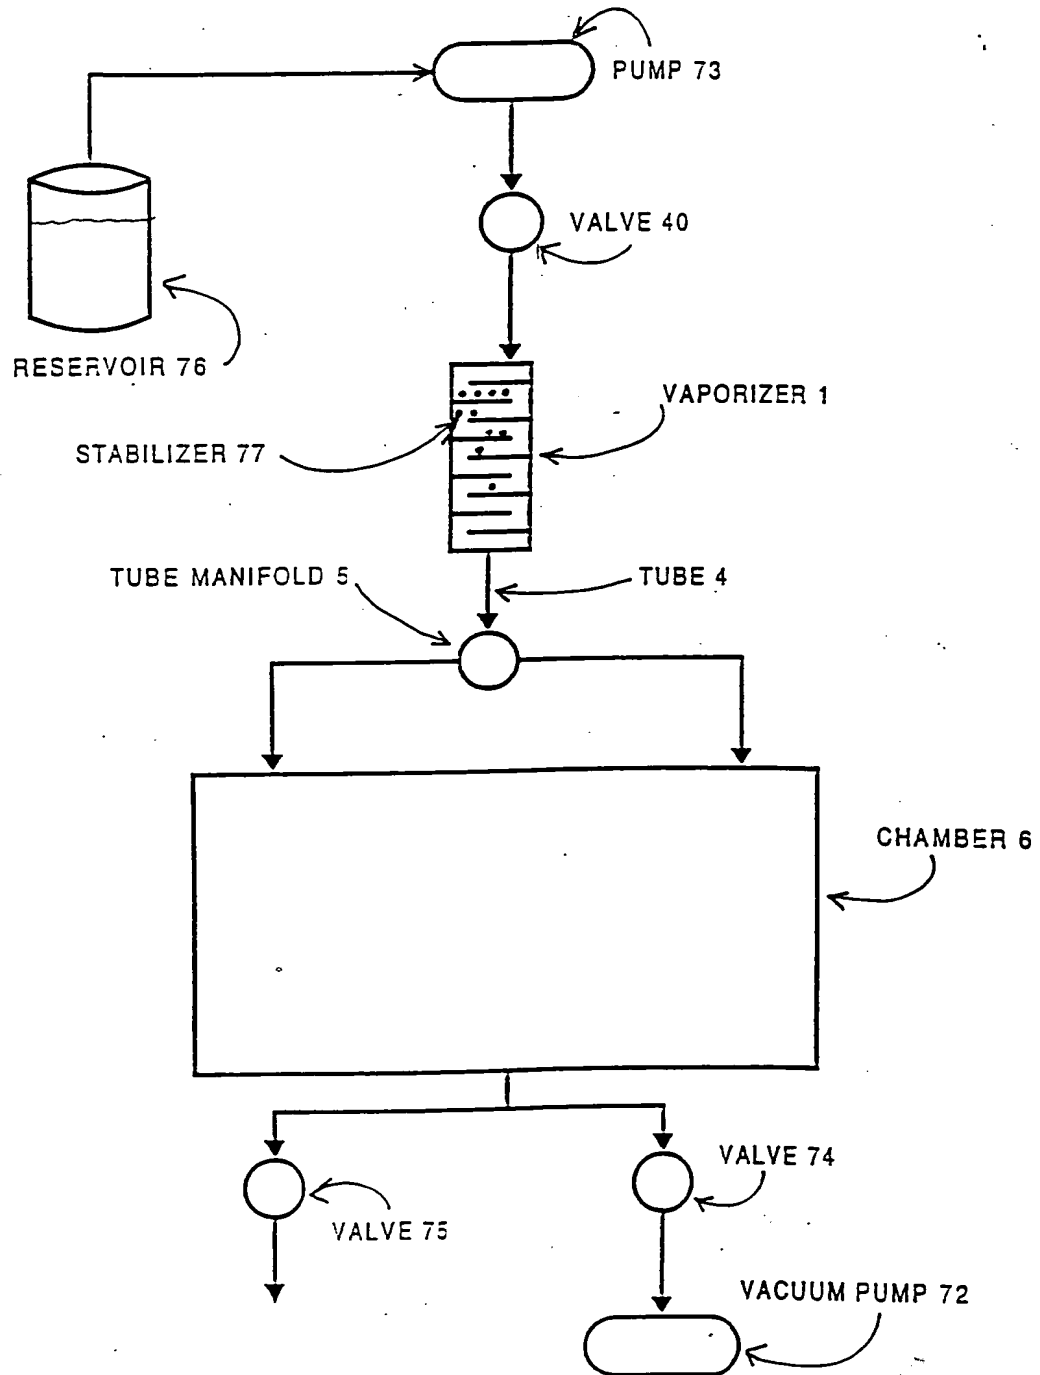 PUMP 73
VALVE 40
RESERVOIR 76
VAPORIZER 1
STABILIZER 77
TUBE MANIFOLD 5
TUBE 4
CHAMBER 6
VALVE 74
VALVE 75
VACUUM PUMP 72